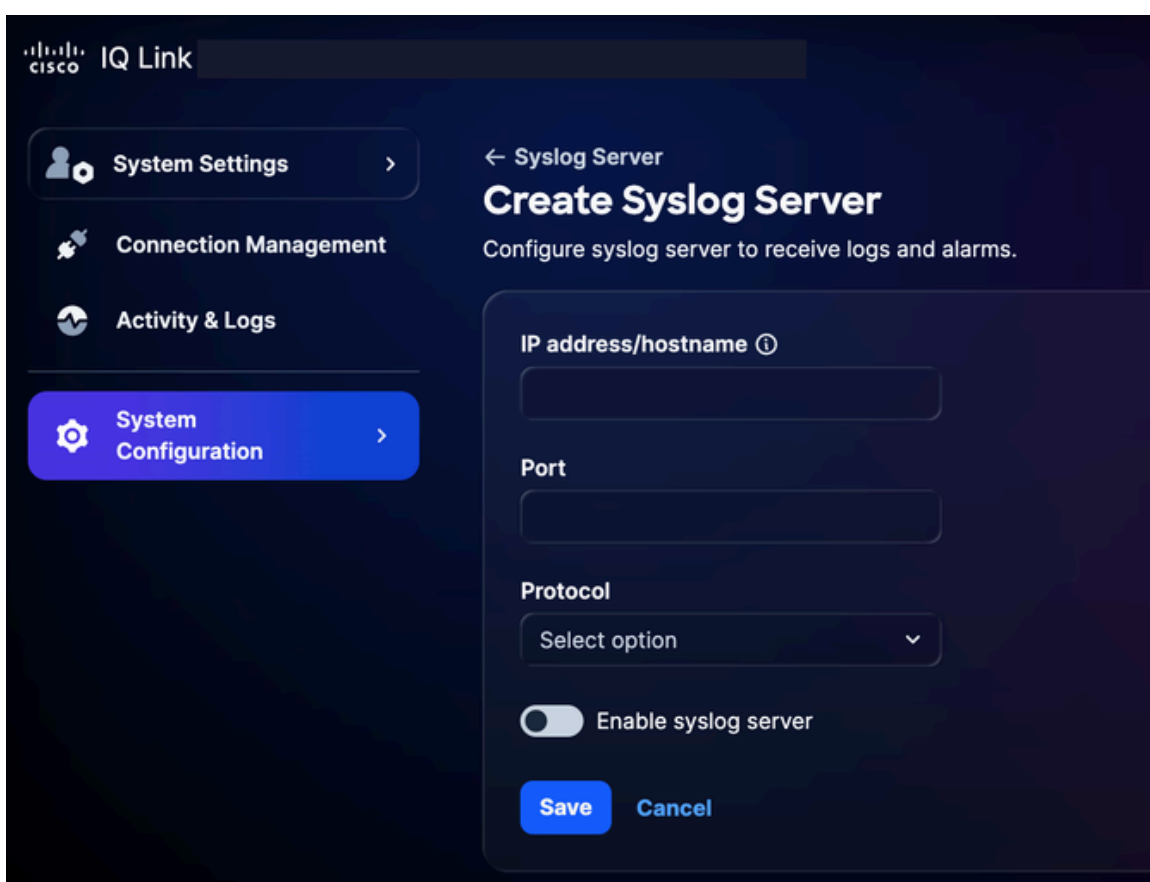 cisco IQ Link
System Settings
Connection Management
Activity & Logs
System
Configuration
← Syslog Server
Create Syslog Server
Configure syslog server to receive logs and alarms.
IP address/hostname
Port
Protocol
Select option
Enable syslog server
Save Cancel